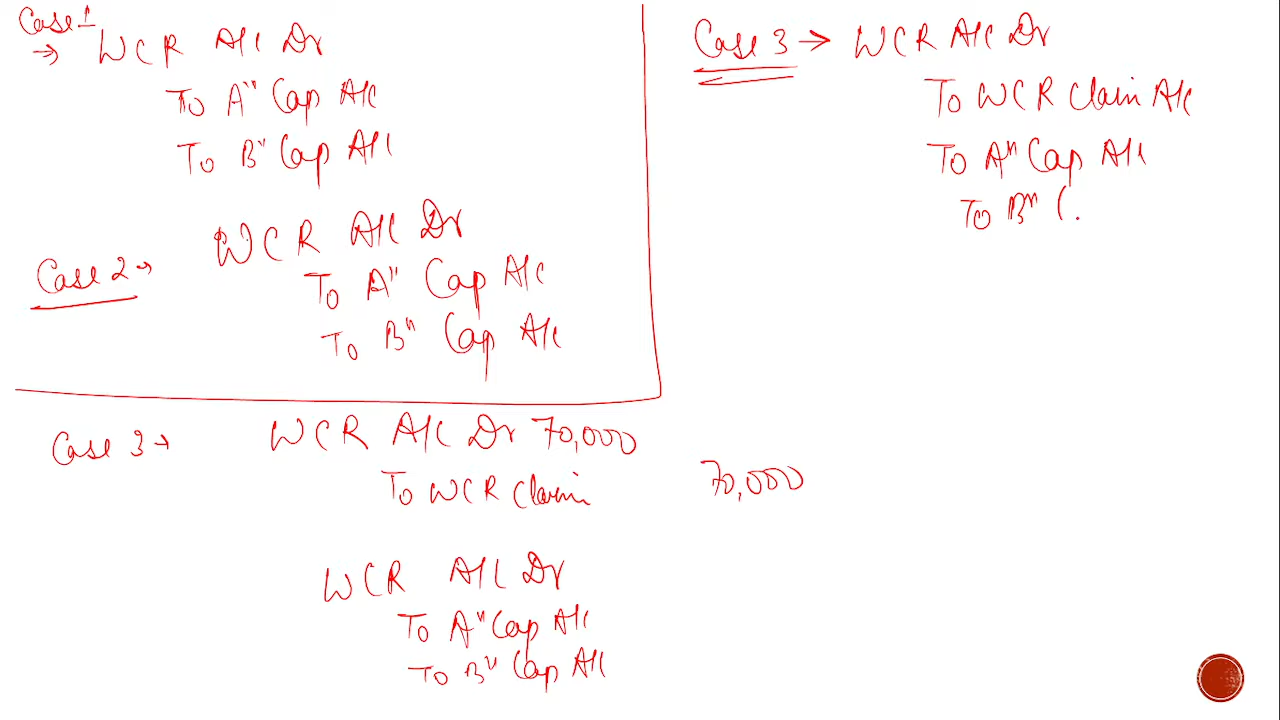 Case 1
→ WCR A/c Dr
To A" Cap A/c
To B" Cap A/c
Case 2 → WCR A/c Dr
To A" Cap A/c
To B" Cap A/c
Case 3 → WCR A/c Dr 70,000
To WCR Claim 70,000
WCR A/c Dr
To A" Cap A/c
To B" Cap A/c
Case 3 → WCR A/c Dr
To WCR Claim A/c
To A" Cap A/c
To B" (.